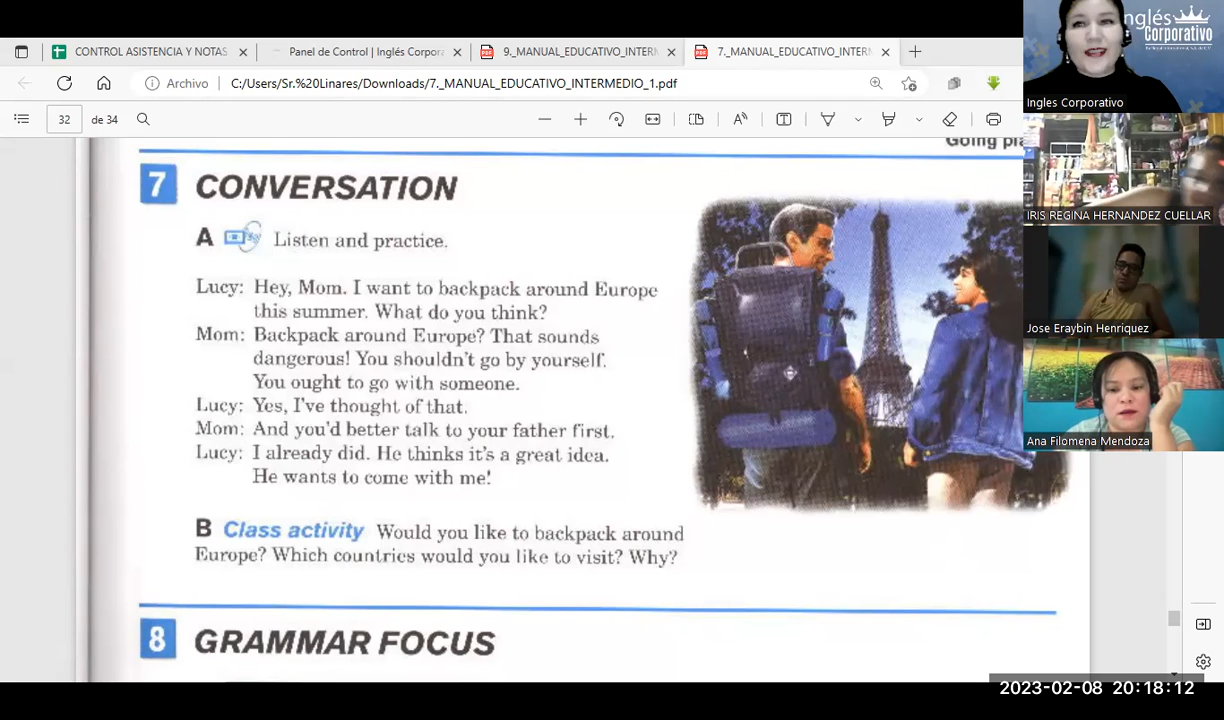 CONTROL ASISTENCIA Y NOTAS
Panel de Control | Inglés Corpora
9._MANUAL_EDUCATIVO_INTERN
7._MANUAL_EDUCATIVO_INTERN
Archivo
C:/Users/Sr.%20Linares/Downloads/7._MANUAL_EDUCATIVO_INTERMEDIO_1.pdf
32 de 34
Going pla
7 CONVERSATION
A Listen and practice.
Lucy: Hey, Mom. I want to backpack around Europe
this summer. What do you think?
Mom: Backpack around Europe? That sounds
dangerous! You shouldn't go by yourself.
You ought to go with someone.
Lucy: Yes, I've thought of that.
Mom: And you'd better talk to your father first.
Lucy: I already did. He thinks it's a great idea.
He wants to come with me!
B Class activity Would you like to backpack around
Europe? Which countries would you like to visit? Why?
8 GRAMMAR FOCUS
Inglés
Corporativo
Ingles Corporativo
IRIS REGINA HERNANDEZ CUELLAR
Jose Eraybin Henriquez
Ana Filomena Mendoza
2023-02-08 20:18:12